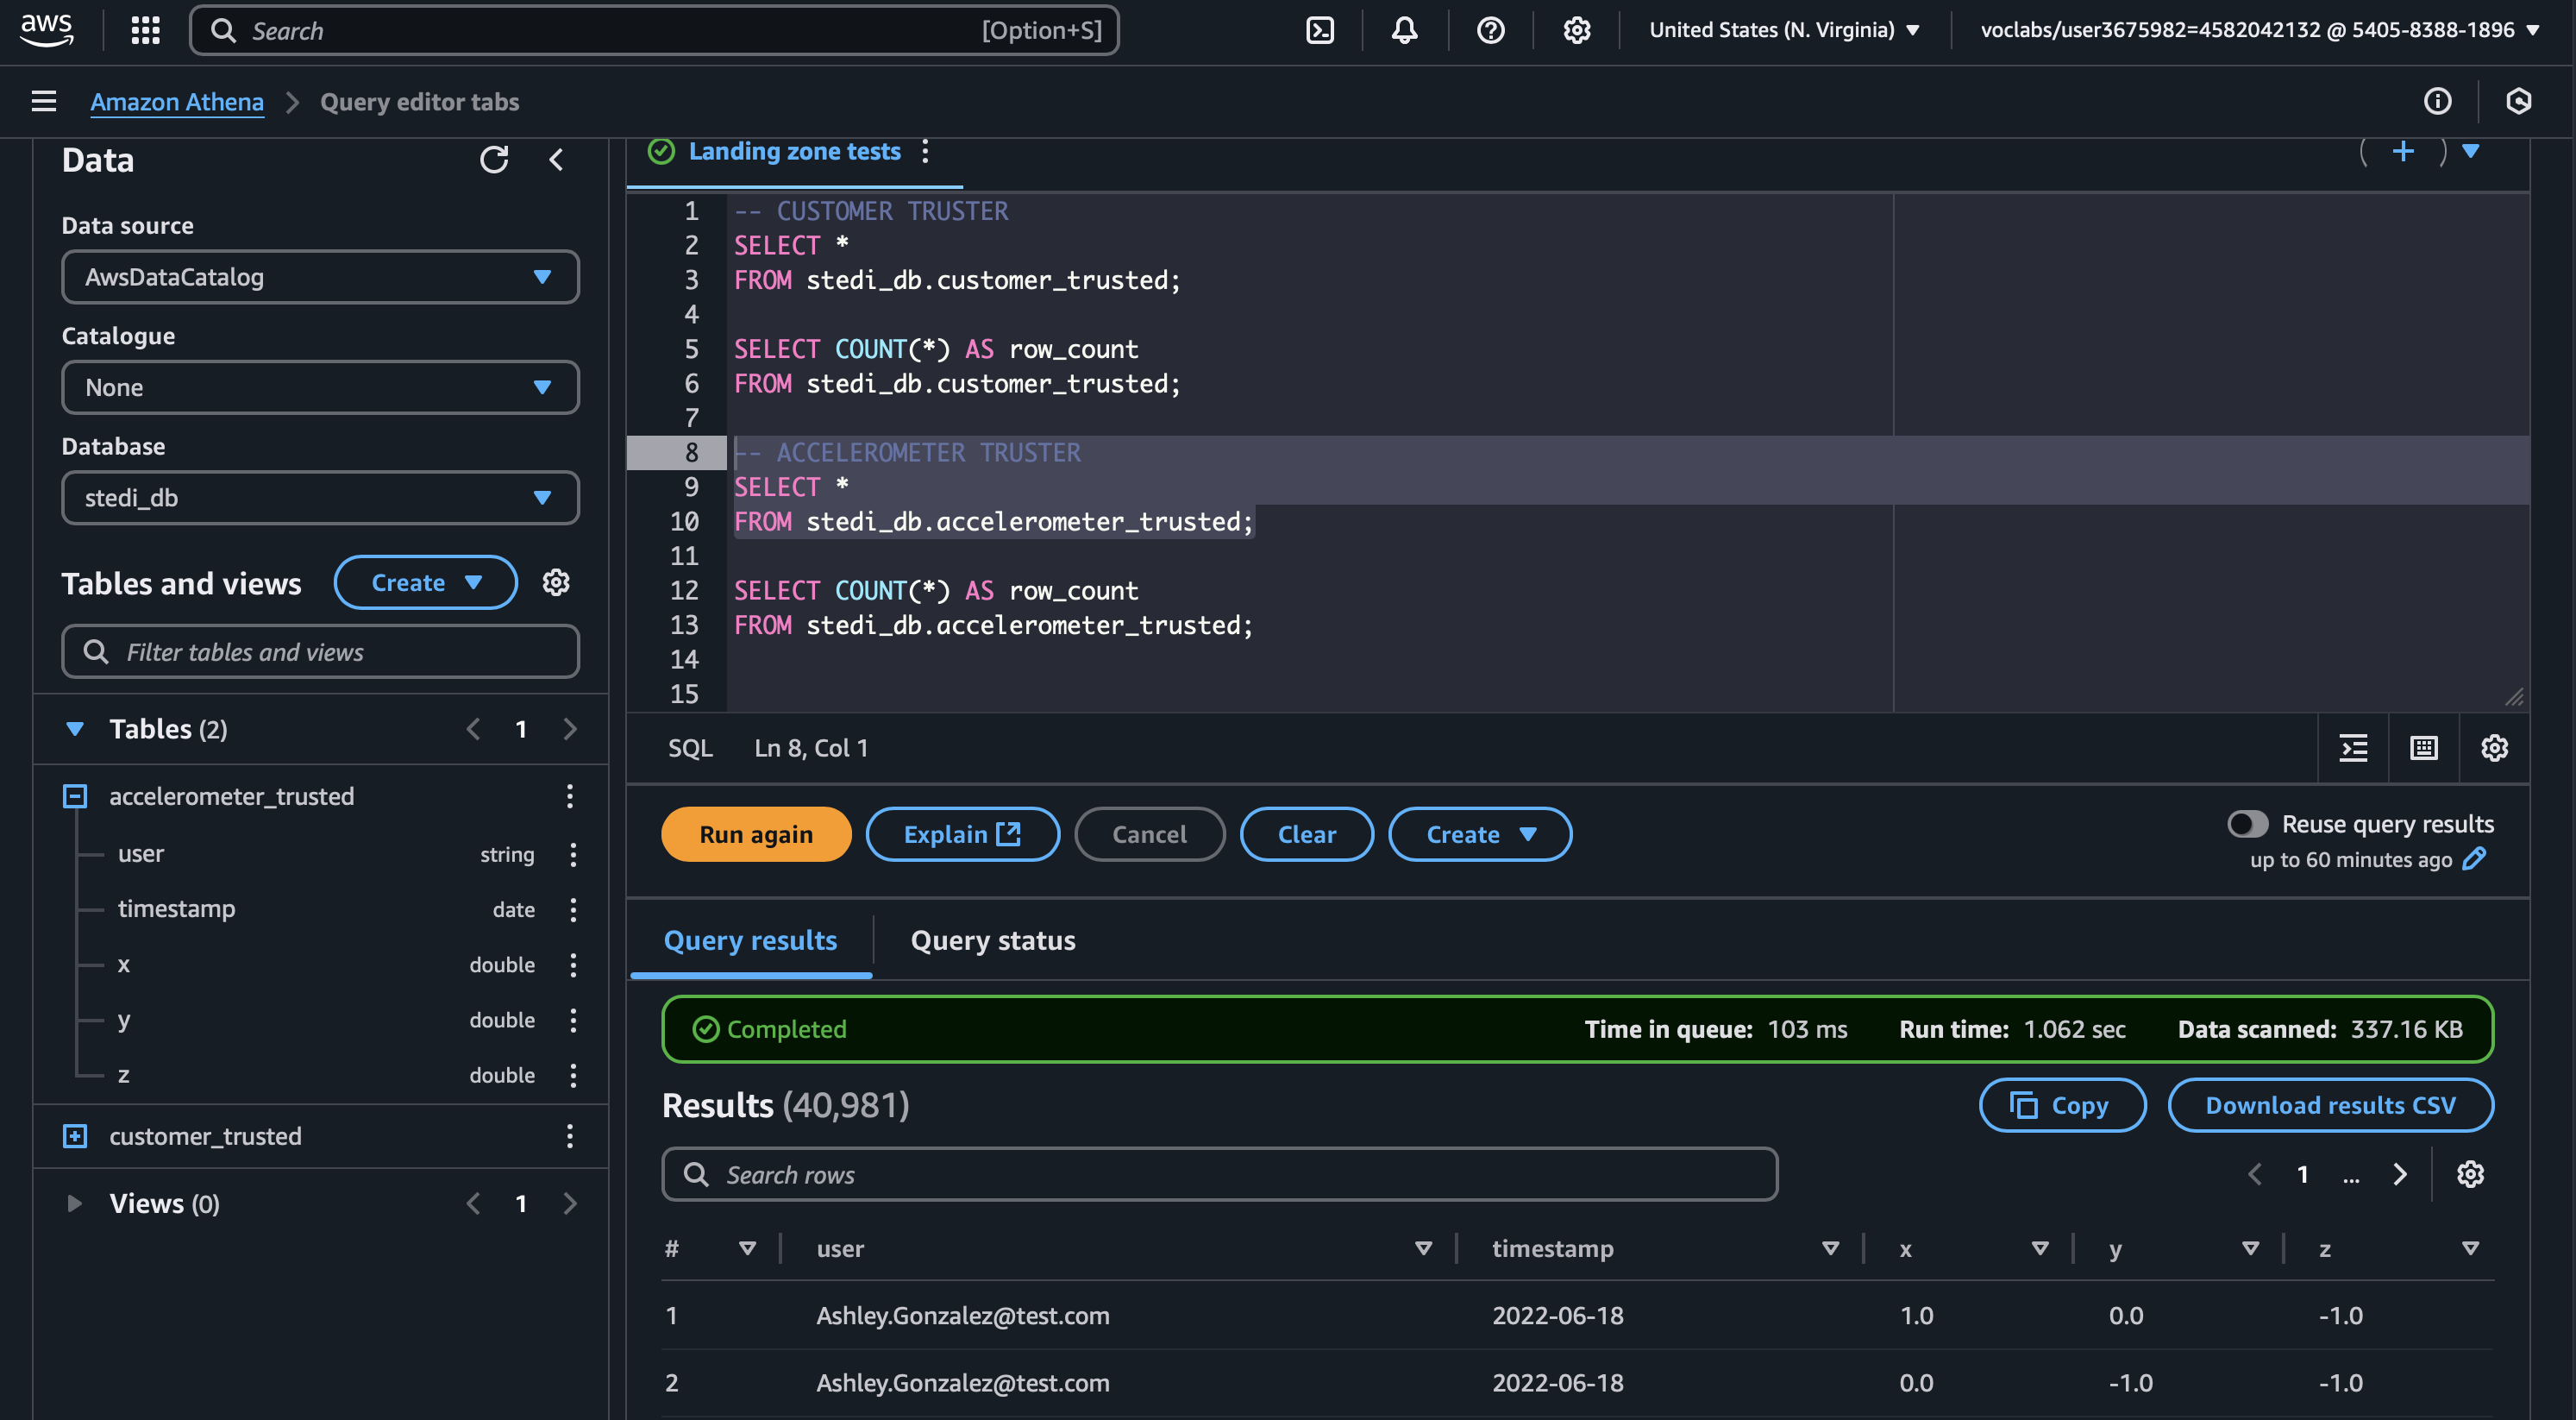 aws
Search [Option+S]
United States (N. Virginia)
voclabs/user3675982=4582042132 @ 5405-8388-1896
Amazon Athena
Query editor tabs
Data
Data source
AwsDataCatalog
Catalogue
None
Database
stedi_db
Tables and views
Create
Filter tables and views
Tables (2)
1
accelerometer_trusted
user string
timestamp date
x double
y double
z double
customer_trusted
Views (0)
1
Landing zone tests
1 -- CUSTOMER TRUSTER
2 SELECT *
3 FROM stedi_db.customer_trusted;
4
5 SELECT COUNT(*) AS row_count
6 FROM stedi_db.customer_trusted;
7
8 -- ACCELEROMETER TRUSTER
9 SELECT *
10 FROM stedi_db.accelerometer_trusted;
11
12 SELECT COUNT(*) AS row_count
13 FROM stedi_db.accelerometer_trusted;
14
15
SQL Ln 8, Col 1
Run again
Explain
Cancel
Clear
Create
Reuse query results
up to 60 minutes ago
Query results
Query status
Completed
Time in queue: 103 ms
Run time: 1.062 sec
Data scanned: 337.16 KB
Results (40,981)
Copy
Download results CSV
Search rows
1 ...
# user timestamp x y z
1 Ashley.Gonzalez@test.com 2022-06-18 1.0 0.0 -1.0
2 Ashley.Gonzalez@test.com 2022-06-18 0.0 -1.0 -1.0